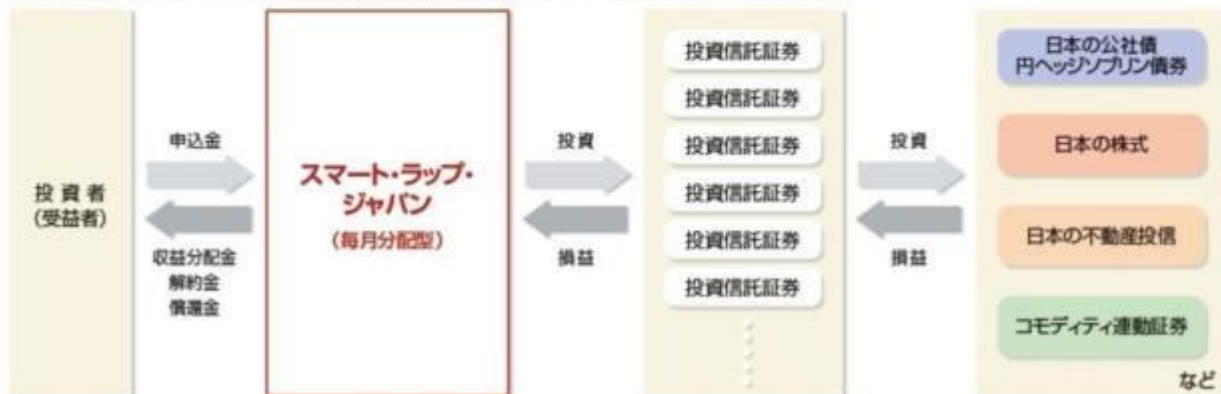 投資者
(受益者)
申込金
収益分配金
解約金
償還金
スマート・ラップ・
ジャパン
(毎月分配型)
投資
損益
投資信託証券
投資信託証券
投資信託証券
投資信託証券
投資信託証券
投資信託証券
投資
損益
日本の公社債
円ヘッジソブリン債券
日本の株式
日本の不動産投信
コモディティ連動証券
など